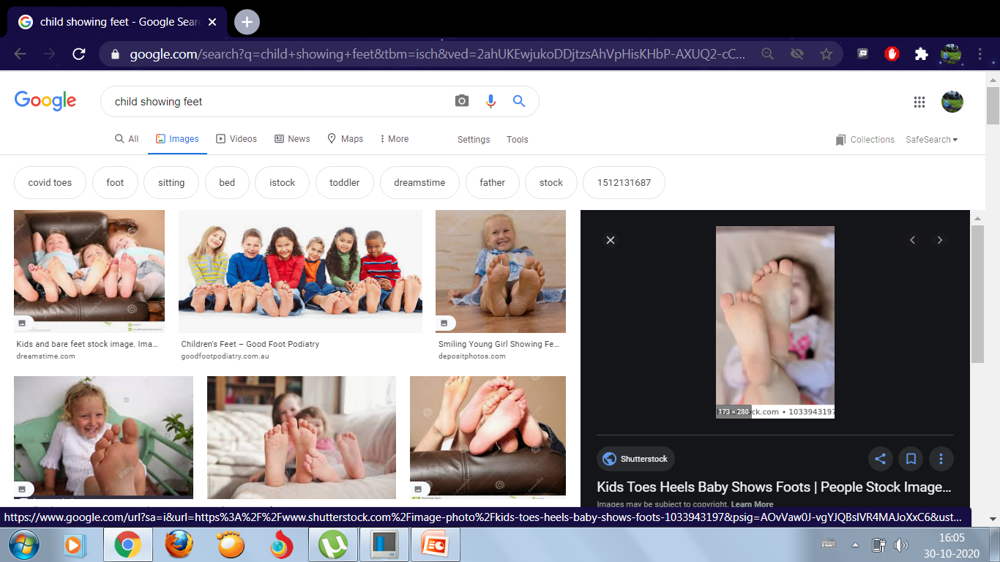 child showing feet - Google Sear
google.com/search?q=child+showing+feet&tbm=isch&ved=2ahUKEwjukoDDjtzsAhVpHisKHbP-AXUQ2-cC...
Google
child showing feet
All Images Videos News Maps More Settings Tools
Collections SafeSearch
covid toes foot sitting bed istock toddler dreamstime father stock 1512131687
Kids and bare feet stock image. Ima...
dreamstime.com
Children's Feet – Good Foot Podiatry
goodfootpodiatry.com.au
Smiling Young Girl Showing Fe...
depositphotos.com
173 × 280 ck.com • 1033943197
Shutterstock
Kids Toes Heels Baby Shows Foots | People Stock Image...
Images may be subject to copyright. Learn More
https://www.google.com/url?sa=i&url=https%3A%2F%2Fwww.shutterstock.com%2Fimage-photo%2Fkids-toes-heels-baby-shows-foots-1033943197&psig=AOvVaw0J-vgYJQBsIVR4MAJoXxC6&ust...
16:05
30-10-2020